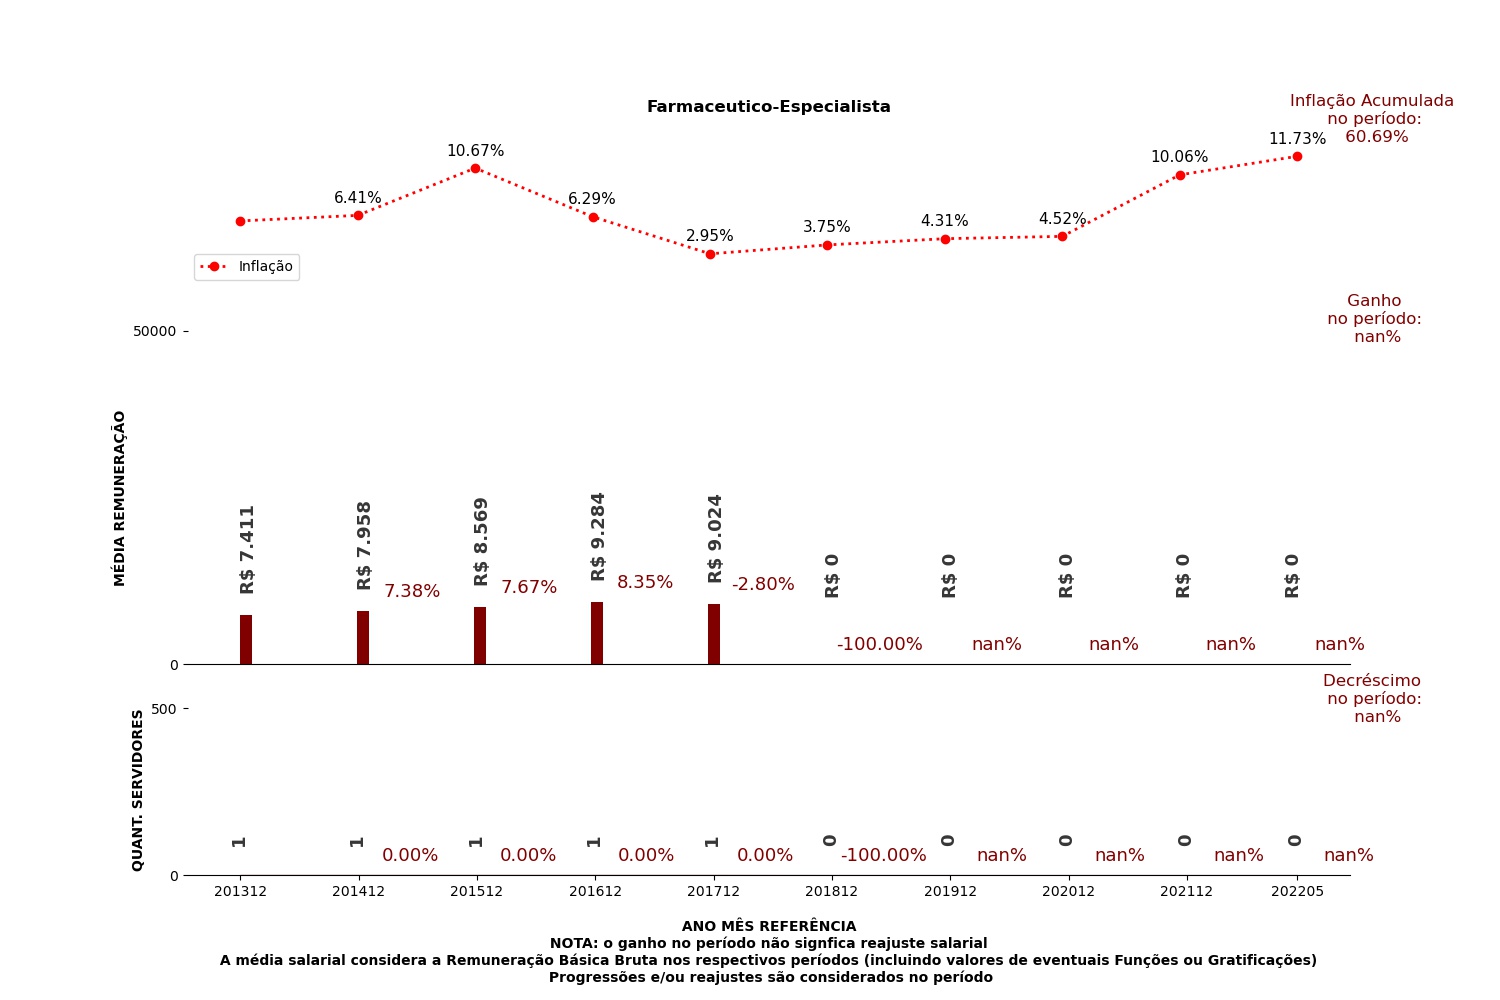 Farmaceutico-Especialista
Inflação Acumulada
no período:
60.69%
6.41%
10.67%
6.29%
2.95%
3.75%
4.31%
4.52%
10.06%
11.73%
Inflação
Ganho
no período:
nan%
50000
0
MÉDIA REMUNERAÇÃO
R$ 7.411
R$ 7.958
R$ 8.569
R$ 9.284
R$ 9.024
R$ 0
R$ 0
R$ 0
R$ 0
R$ 0
7.38%
7.67%
8.35%
-2.80%
-100.00%
nan%
nan%
nan%
nan%
Decréscimo
no período:
nan%
500
0
QUANT. SERVIDORES
1
1
1
1
1
0
0
0
0
0
0.00%
0.00%
0.00%
0.00%
-100.00%
nan%
nan%
nan%
nan%
201312
201412
201512
201612
201712
201812
201912
202012
202112
202205
ANO MÊS REFERÊNCIA
NOTA: o ganho no período não signfica reajuste salarial
A média salarial considera a Remuneração Básica Bruta nos respectivos períodos (incluindo valores de eventuais Funções ou Gratificações)
Progressões e/ou reajustes são considerados no período